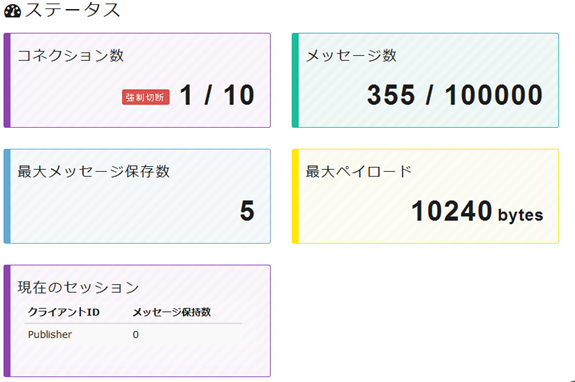 ステータス
コネクション数
強制切断 1 / 10
メッセージ数
355 / 100000
最大メッセージ保存数
5
最大ペイロード
10240 bytes
現在のセッション
クライアントID メッセージ保持数
Publisher 0